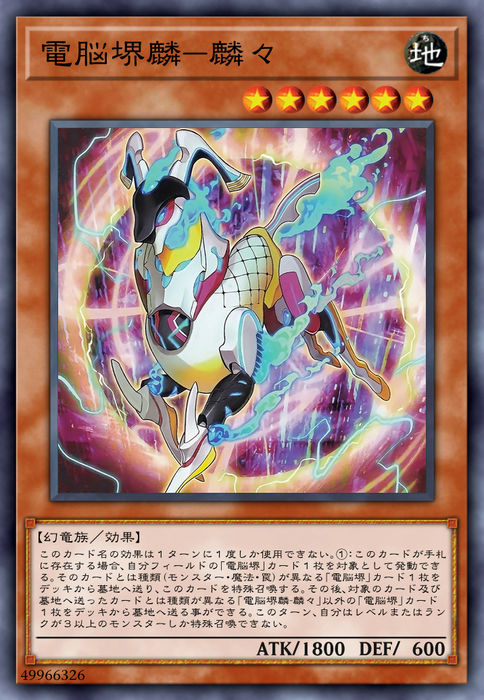 電脳堺麟－麟々
ち
地
【幻竜族／効果】
このカード名の効果は１ターンに１度しか使用できない。①：このカードが手札
に存在する場合、自分フィールドの「電脳堺」カード１枚を対象として発動でき
る。そのカードとは種類(モンスター・魔法・罠)が異なる「電脳堺」カード１枚を
デッキから墓地へ送り、このカードを特殊召喚する。その後、対象のカード及び
墓地へ送ったカードとは種類が異なる「電脳堺麟-麟々」以外の「電脳堺」カード
１枚をデッキから墓地へ送る事ができる。このターン、自分はレベルまたはラン
クが３以上のモンスターしか特殊召喚できない。
ATK/1800 DEF/ 600
49966326